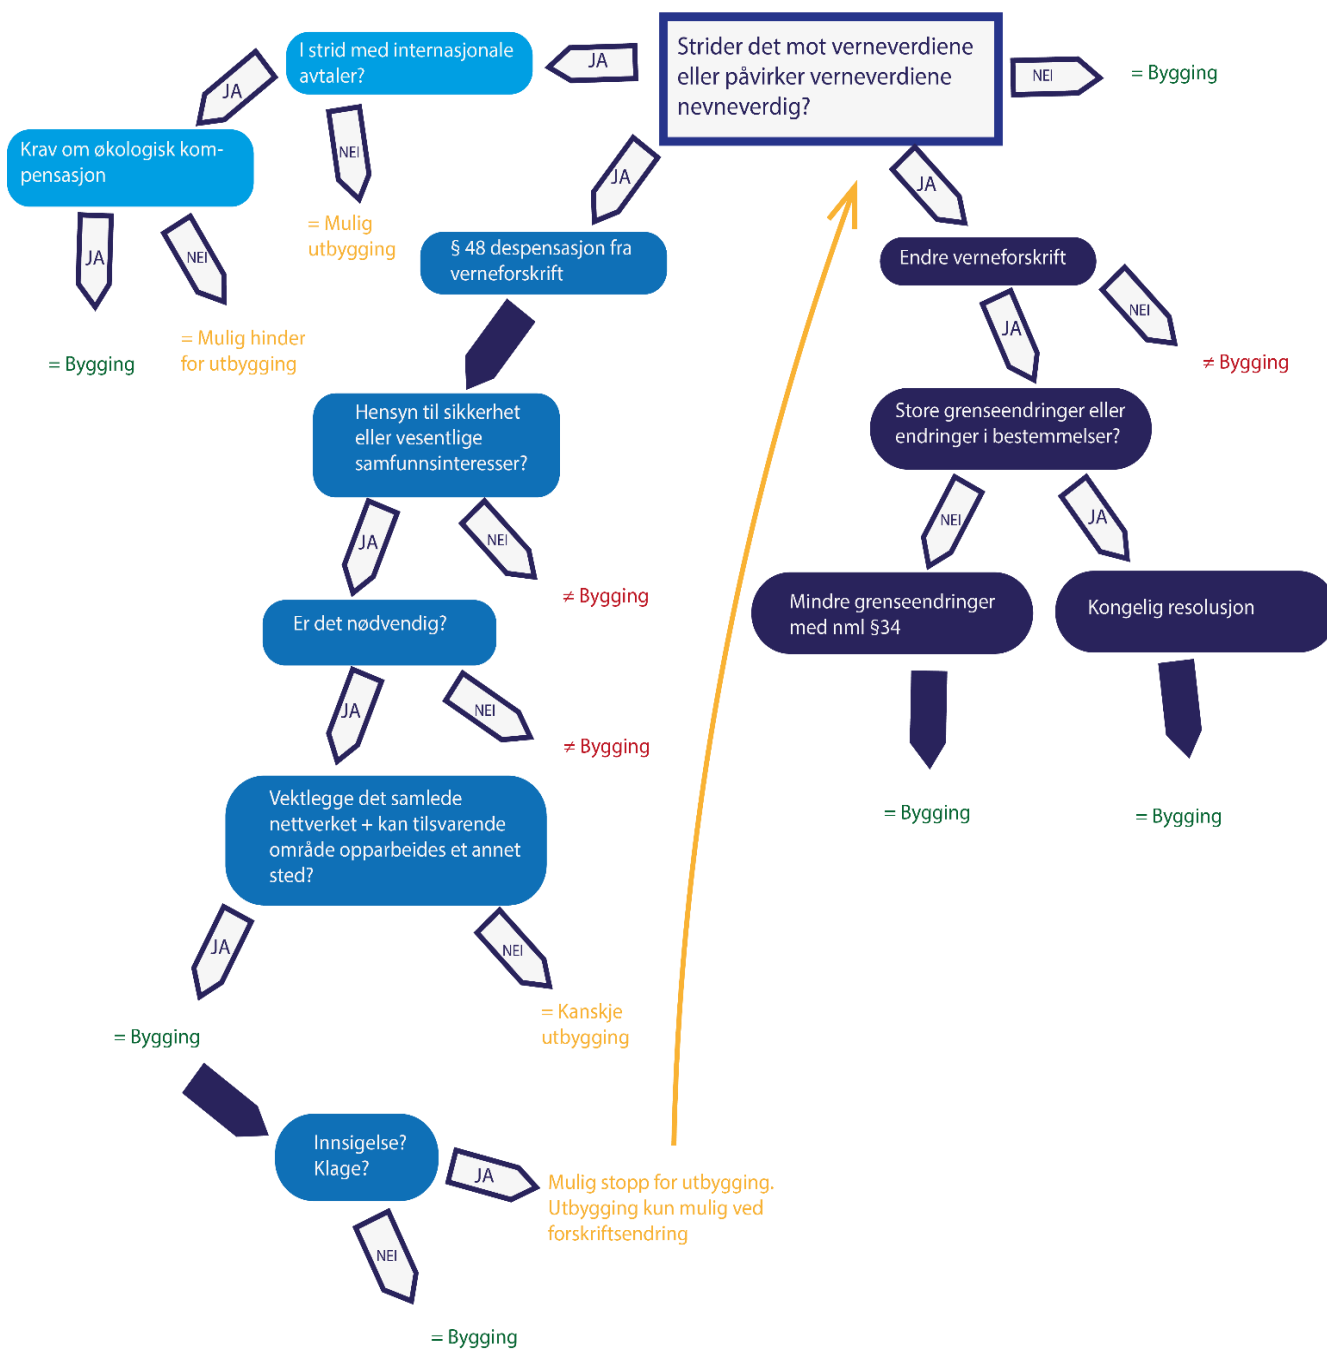 I strid med internasjonale
avtaler?
JA
Strider det mot verneverdiene
eller påvirker verneverdiene
nevneverdig?
NEI
= Bygging
JA
Krav om økologisk kom-
pensasjon
NEI
JA
JA
= Mulig
utbygging
JA
NEI
§ 48 despensasjon fra
verneforskrift
Endre verneforskrift
NEI
JA
= Bygging
= Mulig hinder
for utbygging
≠ Bygging
Hensyn til sikkerhet
eller vesentlige
samfunnsinteresser?
Store grenseendringer eller
endringer i bestemmelser?
JA
NEI
NEI
JA
≠ Bygging
Er det nødvendig?
Mindre grenseendringer
med nml §34
Kongelig resolusjon
JA
NEI
≠ Bygging
Vektlegge det samlede
nettverket + kan tilsvarende
område opparbeides et annet
sted?
= Bygging
= Bygging
JA
NEI
= Bygging
= Kanskje
utbygging
Innsigelse?
Klage?
JA
Mulig stopp for utbygging.
Utbygging kun mulig ved
forskriftsendring
NEI
= Bygging